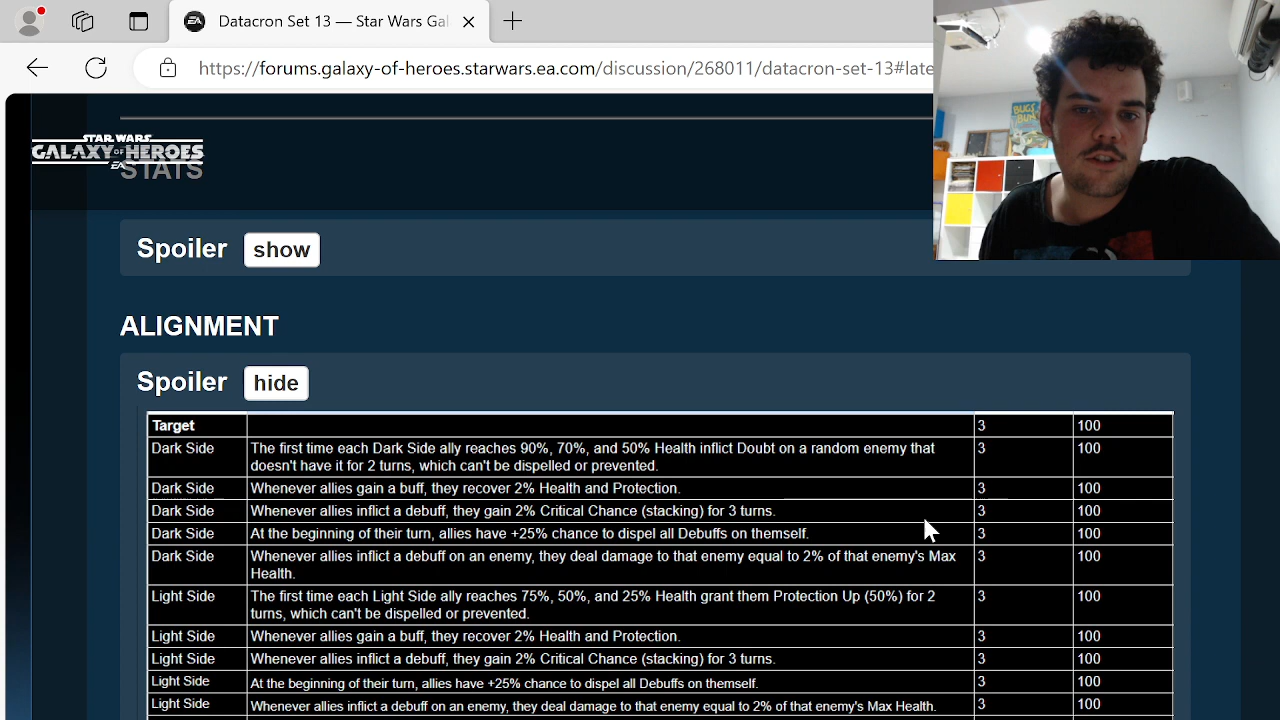 Datacron Set 13 — Star Wars Gal
https://forums.galaxy-of-heroes.starwars.ea.com/discussion/268011/datacron-set-13#late
BUGS
STAR WARS
GALAXY OF HEROES
EA
STATS
Spoiler show
ALIGNMENT
Spoiler hide
Target 3 100
Dark Side The first time each Dark Side ally reaches 90%, 70%, and 50% Health inflict Doubt on a random enemy that 3 100
doesn't have it for 2 turns, which can't be dispelled or prevented.
Dark Side Whenever allies gain a buff, they recover 2% Health and Protection. 3 100
Dark Side Whenever allies inflict a debuff, they gain 2% Critical Chance (stacking) for 3 turns. 3 100
Dark Side At the beginning of their turn, allies have +25% chance to dispel all Debuffs on themself. 3 100
Dark Side Whenever allies inflict a debuff on an enemy, they deal damage to that enemy equal to 2% of that enemy's Max 3 100
Health.
Light Side The first time each Light Side ally reaches 75%, 50%, and 25% Health grant them Protection Up (50%) for 2 3 100
turns, which can't be dispelled or prevented.
Light Side Whenever allies gain a buff, they recover 2% Health and Protection. 3 100
Light Side Whenever allies inflict a debuff, they gain 2% Critical Chance (stacking) for 3 turns. 3 100
Light Side At the beginning of their turn, allies have +25% chance to dispel all Debuffs on themself. 3 100
Light Side Whenever allies inflict a debuff on an enemy, they deal damage to that enemy equal to 2% of that enemy's Max Health. 3 100